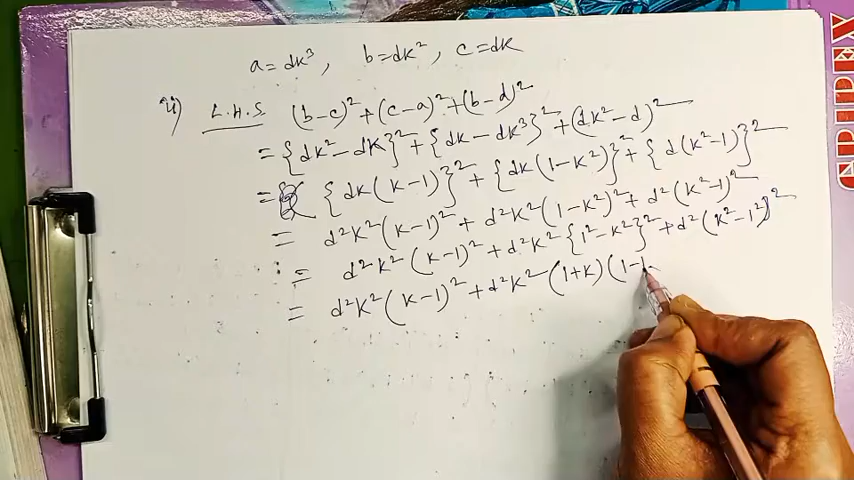 a = dk³, b = dk², c = dk
ii) L.H.S. (b-c)² + (c-a)² + (b-d)²
= {dk² - dk}² + {dk - dk³}² + (dk² - d)²
= {dk(k-1)}² + {dk(1-k²)}² + {d(k²-1)}²
= d²k²(k-1)² + d²k²(1-k²)² + d²(k²-1)²
= d²k²(k-1)² + d²k²{1²-k²}² + d²(k²-1²)²
= d²k²(k-1)² + d²k²(1+k)(1-